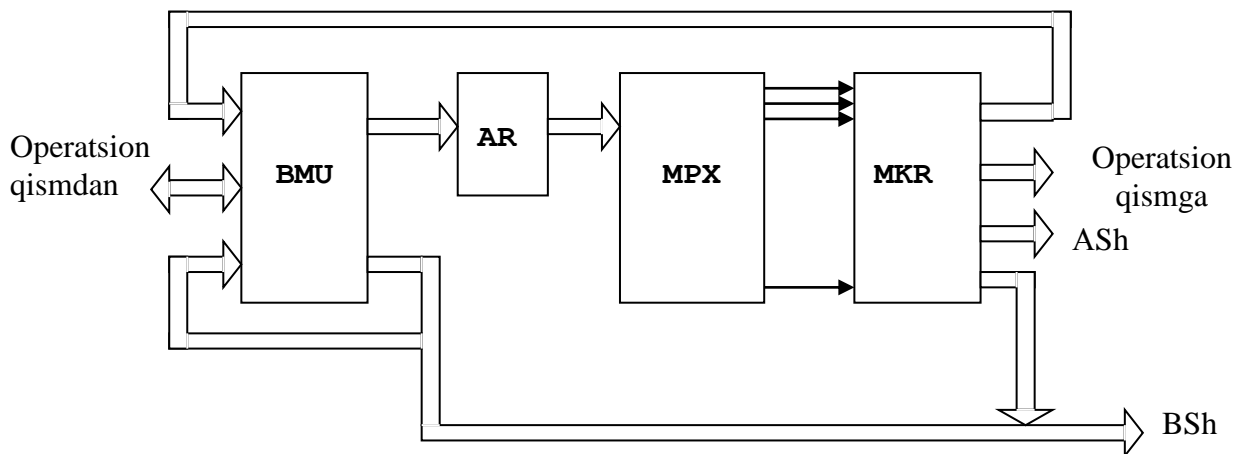 Operatsion
qismdan
BMU
AR
MPX
MKR
Operatsion
qismga
ASh
BSh